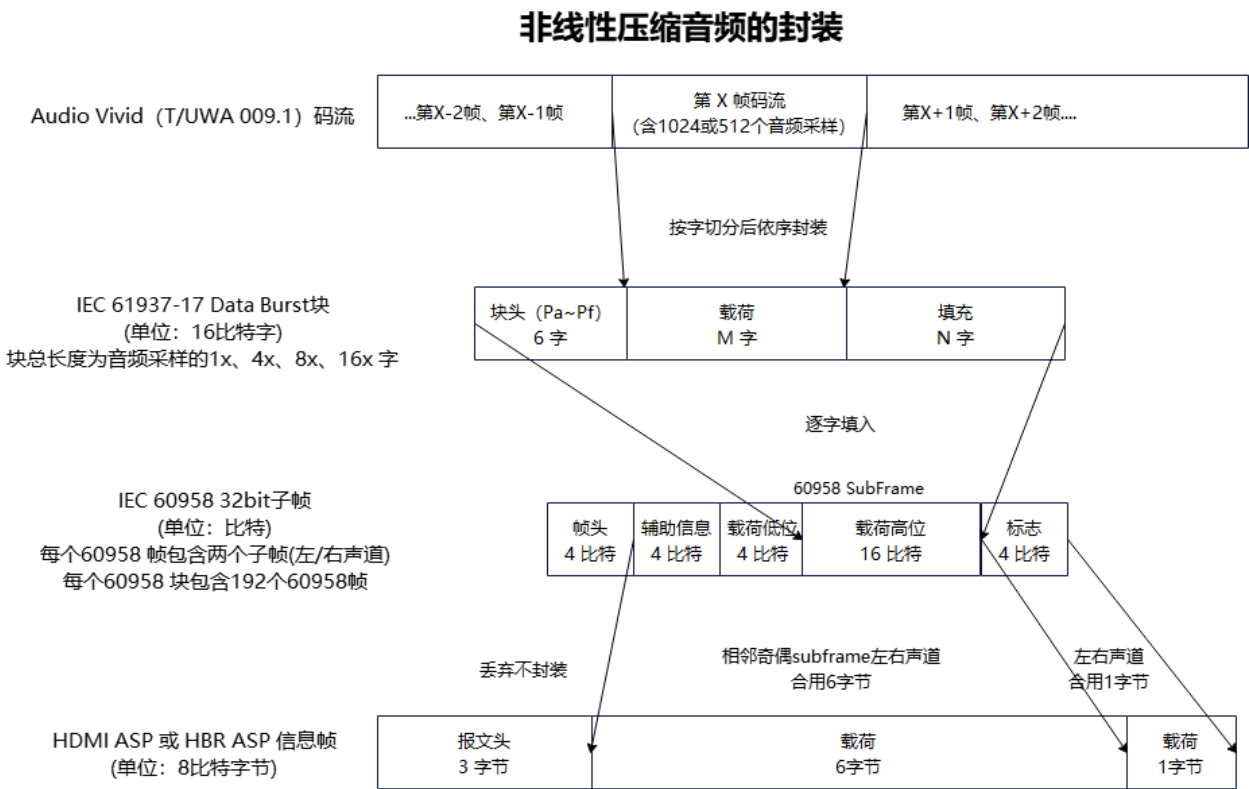 非线性压缩音频的封装
Audio Vivid（T/UWA 009.1）码流
...第X-2帧、第X-1帧
第 X 帧码流
（含1024或512个音频采样）
第X+1帧、第X+2帧....
按字切分后依序封装
IEC 61937-17 Data Burst块
(单位：16比特字)
块总长度为音频采样的1x、4x、8x、16x 字
块头（Pa~Pf）
6 字
载荷
M 字
填充
N 字
逐字填入
60958 SubFrame
IEC 60958 32bit子帧
(单位：比特)
每个60958 帧包含两个子帧(左/右声道)
每个60958 块包含192个60958帧
帧头
4 比特
辅助信息
4 比特
载荷低位
4 比特
载荷高位
16 比特
标志
4 比特
丢弃不封装
相邻奇偶subframe左右声道
合用6字节
左右声道
合用1字节
HDMI ASP 或 HBR ASP 信息帧
(单位：8比特字节)
报文头
3 字节
载荷
6字节
载荷
1字节